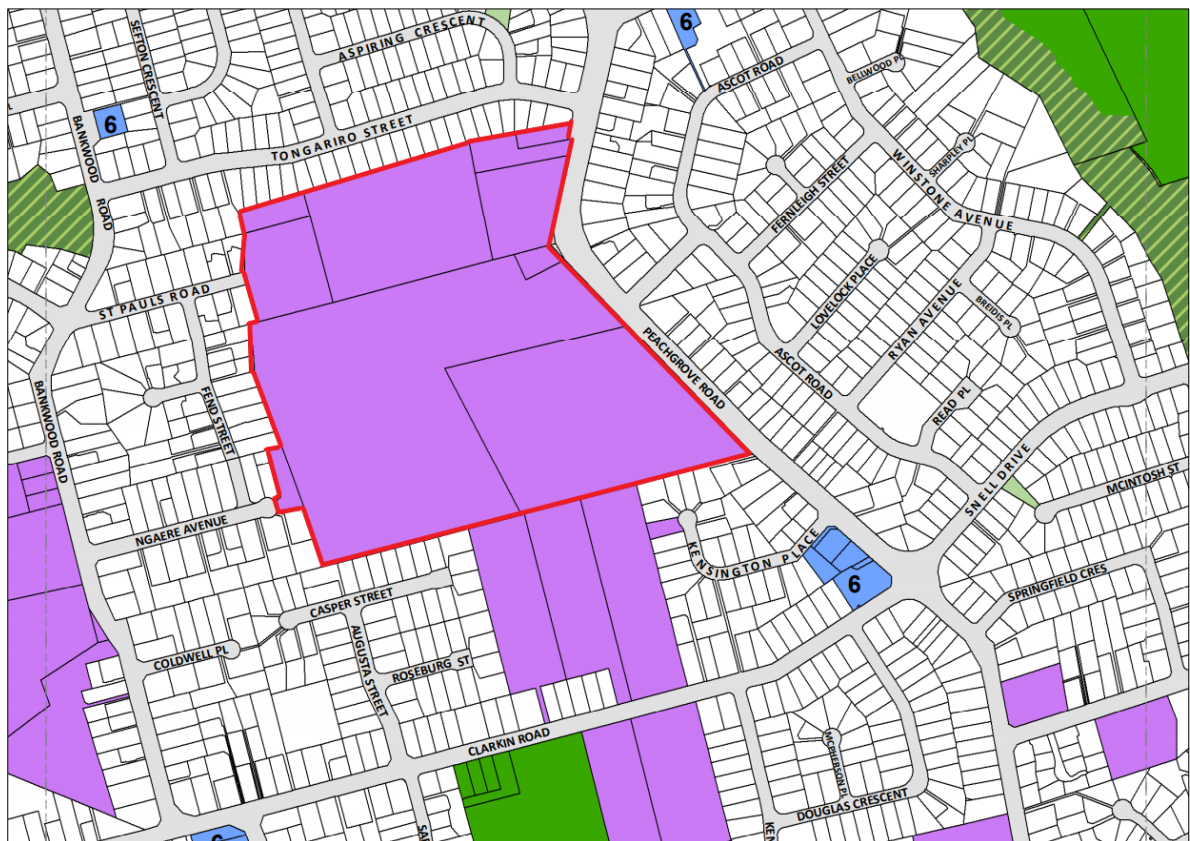 ASPIRING CRESCENT
6
SEFTON CRESCENT
ASCOT ROAD
BELLWOOD PL
6
BANKWOOD ROAD
TONGARIRO STREET
SHARPLEY PL
WINSTONE AVENUE
FERNLEIGH STREET
LOVELOCK PLACE
ST PAULS ROAD
RYAN AVENUE
BREIDIS PL
PEACHGROVE ROAD
ASCOT ROAD
BANKWOOD ROAD
FEND STREET
READ PL
SNELL DRIVE
MCINTOSH ST
NGAERE AVENUE
KENSINGTON PLACE
6
SPRINGFIELD CRES
CASPER STREET
COLDWELL PL
AUGUSTA STREET
ROSEBURG ST
CLARKIN ROAD
MCPHERSON PL
DOUGLAS CRESCENT
KEN
SAR
6